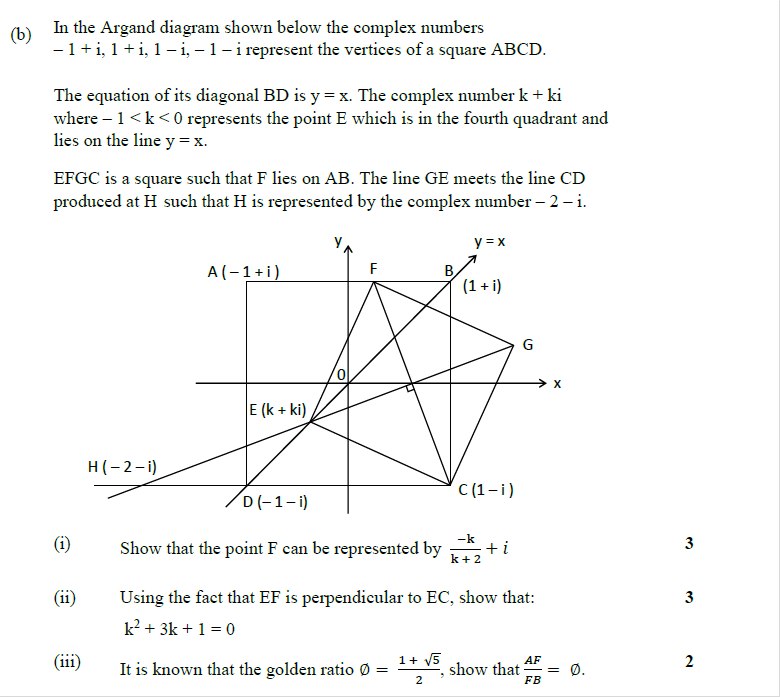 (b) In the Argand diagram shown below the complex numbers
– 1 + i, 1 + i, 1 – i, – 1 – i represent the vertices of a square ABCD.
The equation of its diagonal BD is y = x. The complex number k + ki
where – 1 < k < 0 represents the point E which is in the fourth quadrant and
lies on the line y = x.
EFGC is a square such that F lies on AB. The line GE meets the line CD
produced at H such that H is represented by the complex number – 2 – i.
y
y = x
A ( – 1 + i )
F
B
(1 + i)
G
0
x
E (k + ki)
H ( – 2 – i)
C (1 – i )
D (– 1 – i)
(i) Show that the point F can be represented by \frac{-k}{k+2} + i 3
(ii) Using the fact that EF is perpendicular to EC, show that: 3
k² + 3k + 1 = 0
(iii) It is known that the golden ratio Ø = \frac{1+\sqrt{5}}{2}, show that \frac{AF}{FB} = Ø. 2